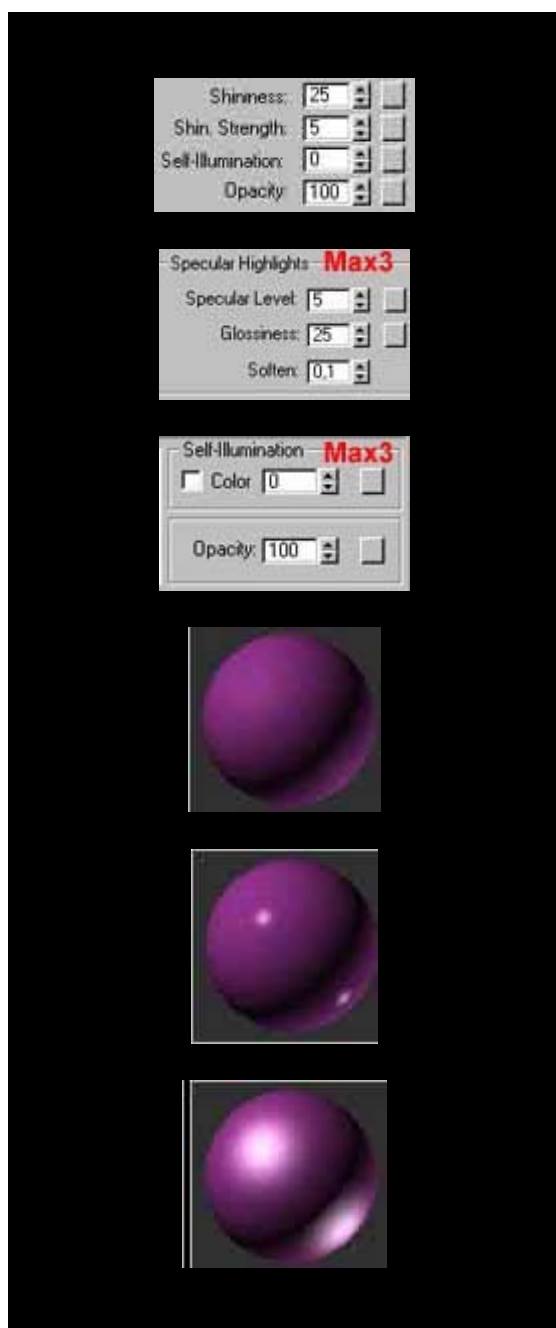 Shininess: 25
Shin. Strength: 5
Self-Illumination: 0
Opacity: 100
Specular Highlights Max3
Specular Level: 5
Glossiness: 25
Soften: 0,1
Self-Illumination Max3
Color 0
Opacity: 100